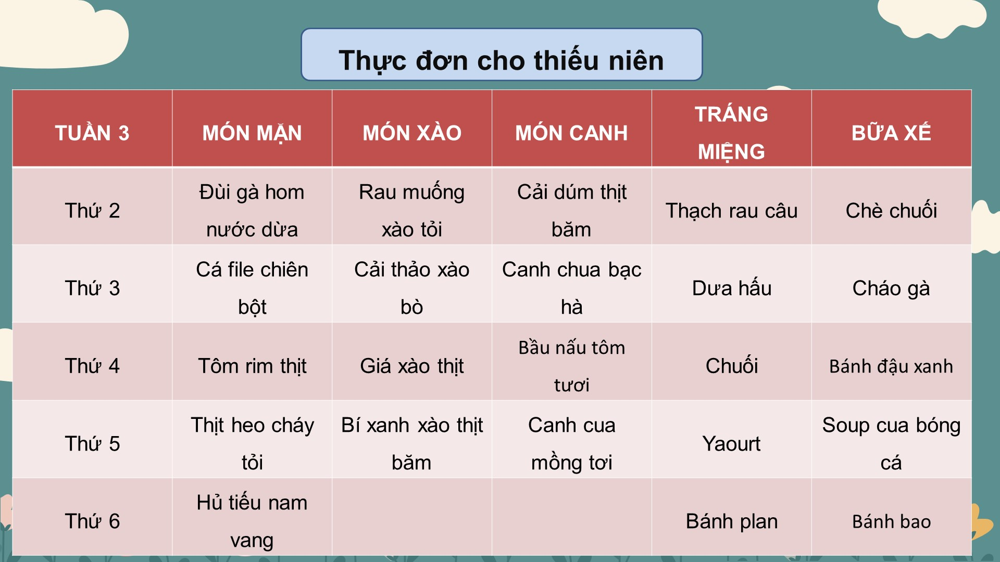 Thực đơn cho thiếu niên
TUẦN 3
MÓN MẶN
MÓN XÀO
MÓN CANH
TRÁNG
MIỆNG
BỮA XẾ
Thứ 2
Đùi gà hom
nước dừa
Rau muống
xào tỏi
Cải dúm thịt
băm
Thạch rau câu
Chè chuối
Thứ 3
Cá file chiên
bột
Cải thảo xào
bò
Canh chua bạc
hà
Dưa hấu
Cháo gà
Thứ 4
Tôm rim thịt
Giá xào thịt
Bầu nấu tôm
tươi
Chuối
Bánh đậu xanh
Thứ 5
Thịt heo cháy
tỏi
Bí xanh xào thịt
băm
Canh cua
mồng tơi
Yaourt
Soup cua bóng
cá
Thứ 6
Hủ tiếu nam
vang
Bánh plan
Bánh bao